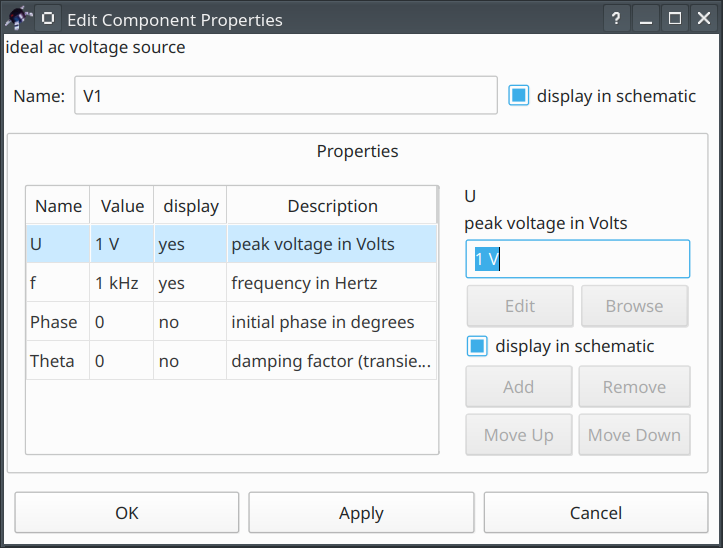 Edit Component Properties
ideal ac voltage source
Name: V1 display in schematic
Properties
Name Value display Description
U 1 V yes peak voltage in Volts
f 1 kHz yes frequency in Hertz
Phase 0 no initial phase in degrees
Theta 0 no damping factor (transie...
U
peak voltage in Volts
1 V
Edit Browse
display in schematic
Add Remove
Move Up Move Down
OK Apply Cancel